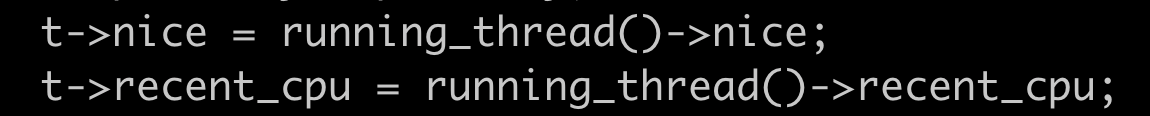 t->nice = running_thread()->nice;
t->recent_cpu = running_thread()->recent_cpu;